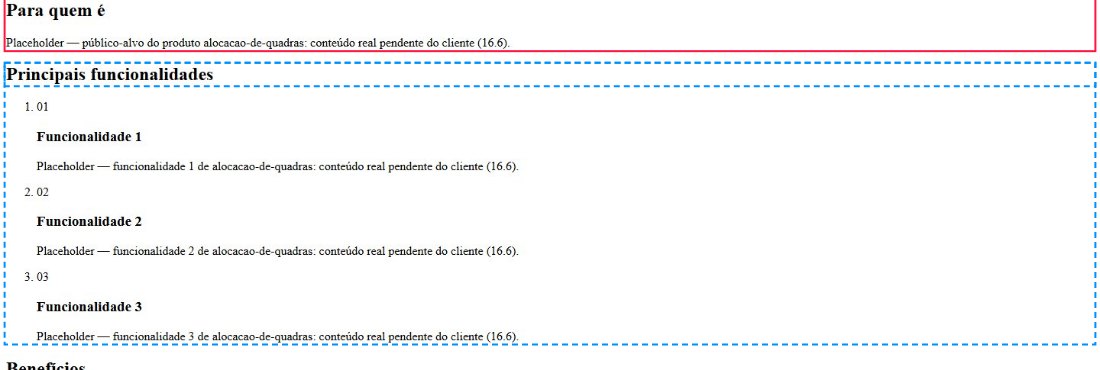 Para quem é
Placeholder — público-alvo do produto alocacao-de-quadras: conteúdo real pendente do cliente (16.6).
Principais funcionalidades
1. 01
Funcionalidade 1
Placeholder — funcionalidade 1 de alocacao-de-quadras: conteúdo real pendente do cliente (16.6).
2. 02
Funcionalidade 2
Placeholder — funcionalidade 2 de alocacao-de-quadras: conteúdo real pendente do cliente (16.6).
3. 03
Funcionalidade 3
Placeholder — funcionalidade 3 de alocacao-de-quadras: conteúdo real pendente do cliente (16.6).
Benefícios